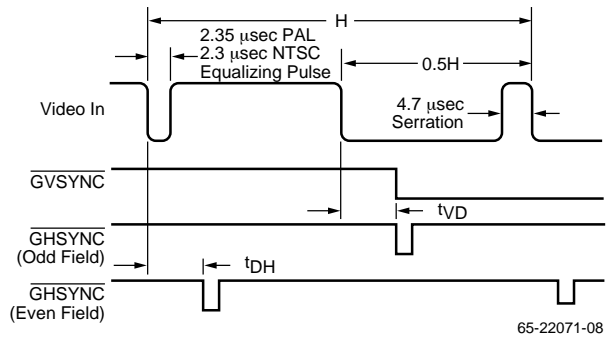 H
2.35 μsec PAL
2.3 μsec NTSC
Equalizing Pulse
0.5H
Video In
4.7 μsec
Serration
GVSYNC
tVD
GHSYNC
(Odd Field)
tDH
GHSYNC
(Even Field)
65-22071-08